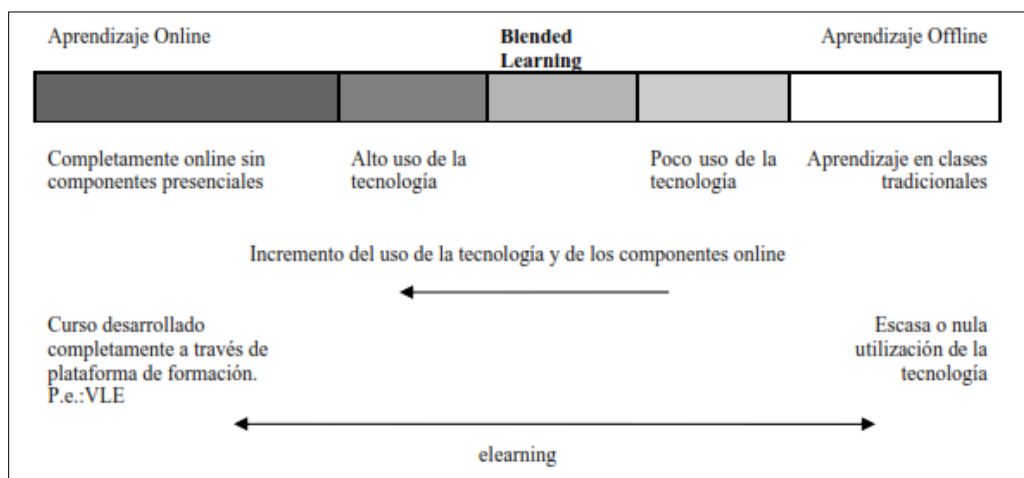 Aprendizaje Online
Blended
Learning
Aprendizaje Offline
Completamente online sin
componentes presenciales
Alto uso de la
tecnología
Poco uso de la
tecnología
Aprendizaje en clases
tradicionales
Incremento del uso de la tecnología y de los componentes online
Curso desarrollado
completamente a través de
plataforma de formación.
P.e.:VLE
Escasa o nula
utilización de la
tecnología
elearning